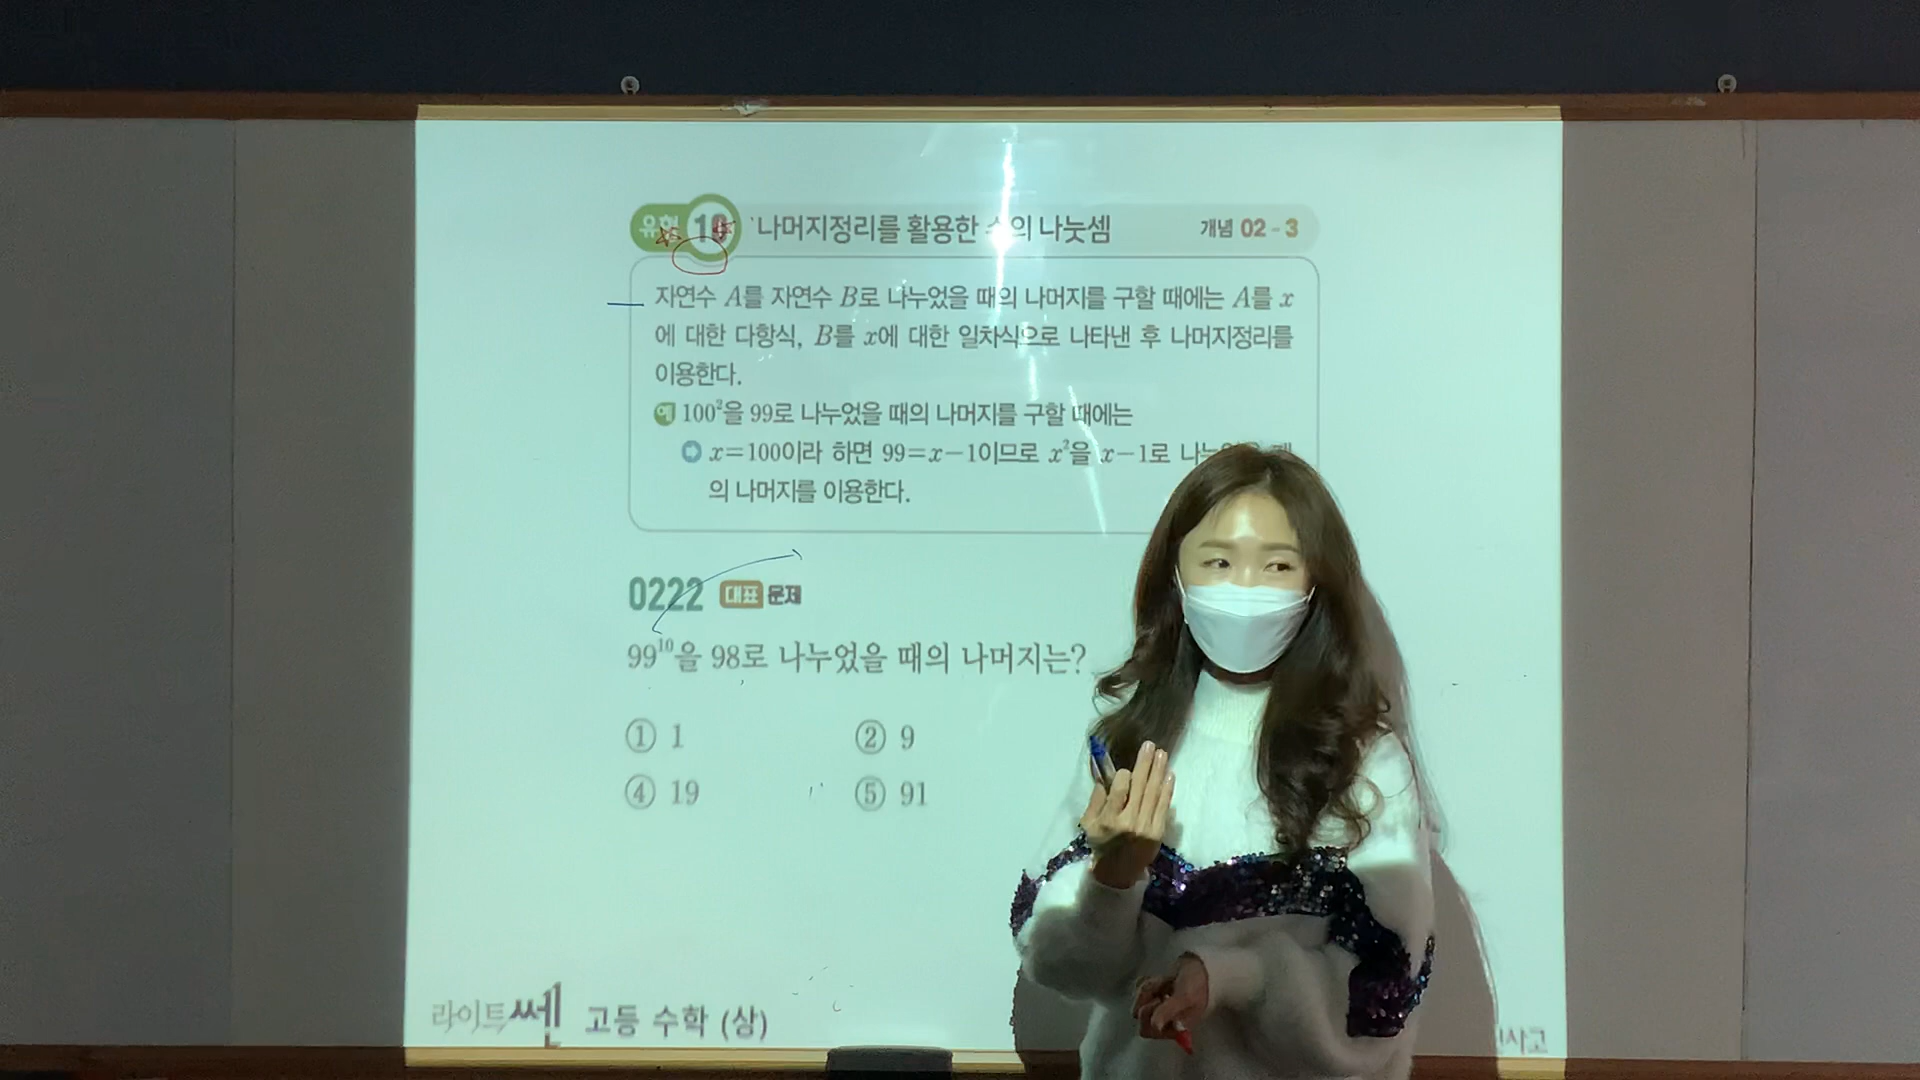 유형 나머지정리를 활용한 수의 나눗셈 개념 02-3
자연수 A를 자연수 B로 나누었을 때의 나머지를 구할 때에는 A를 x
에 대한 다항식, B를 x에 대한 일차식으로 나타낸 후 나머지정리를
이용한다.
예 100²을 99로 나누었을 때의 나머지를 구할 때에는
x=100이라 하면 99=x-1이므로 x²을 x-1로
의 나머지를 이용한다.
0222 대표 문제
99¹⁰을 98로 나누었을 때의 나머지는?
① 1 ② 9
④ 19 ⑤ 91
라이트쎈 고등 수학 (상)
사고